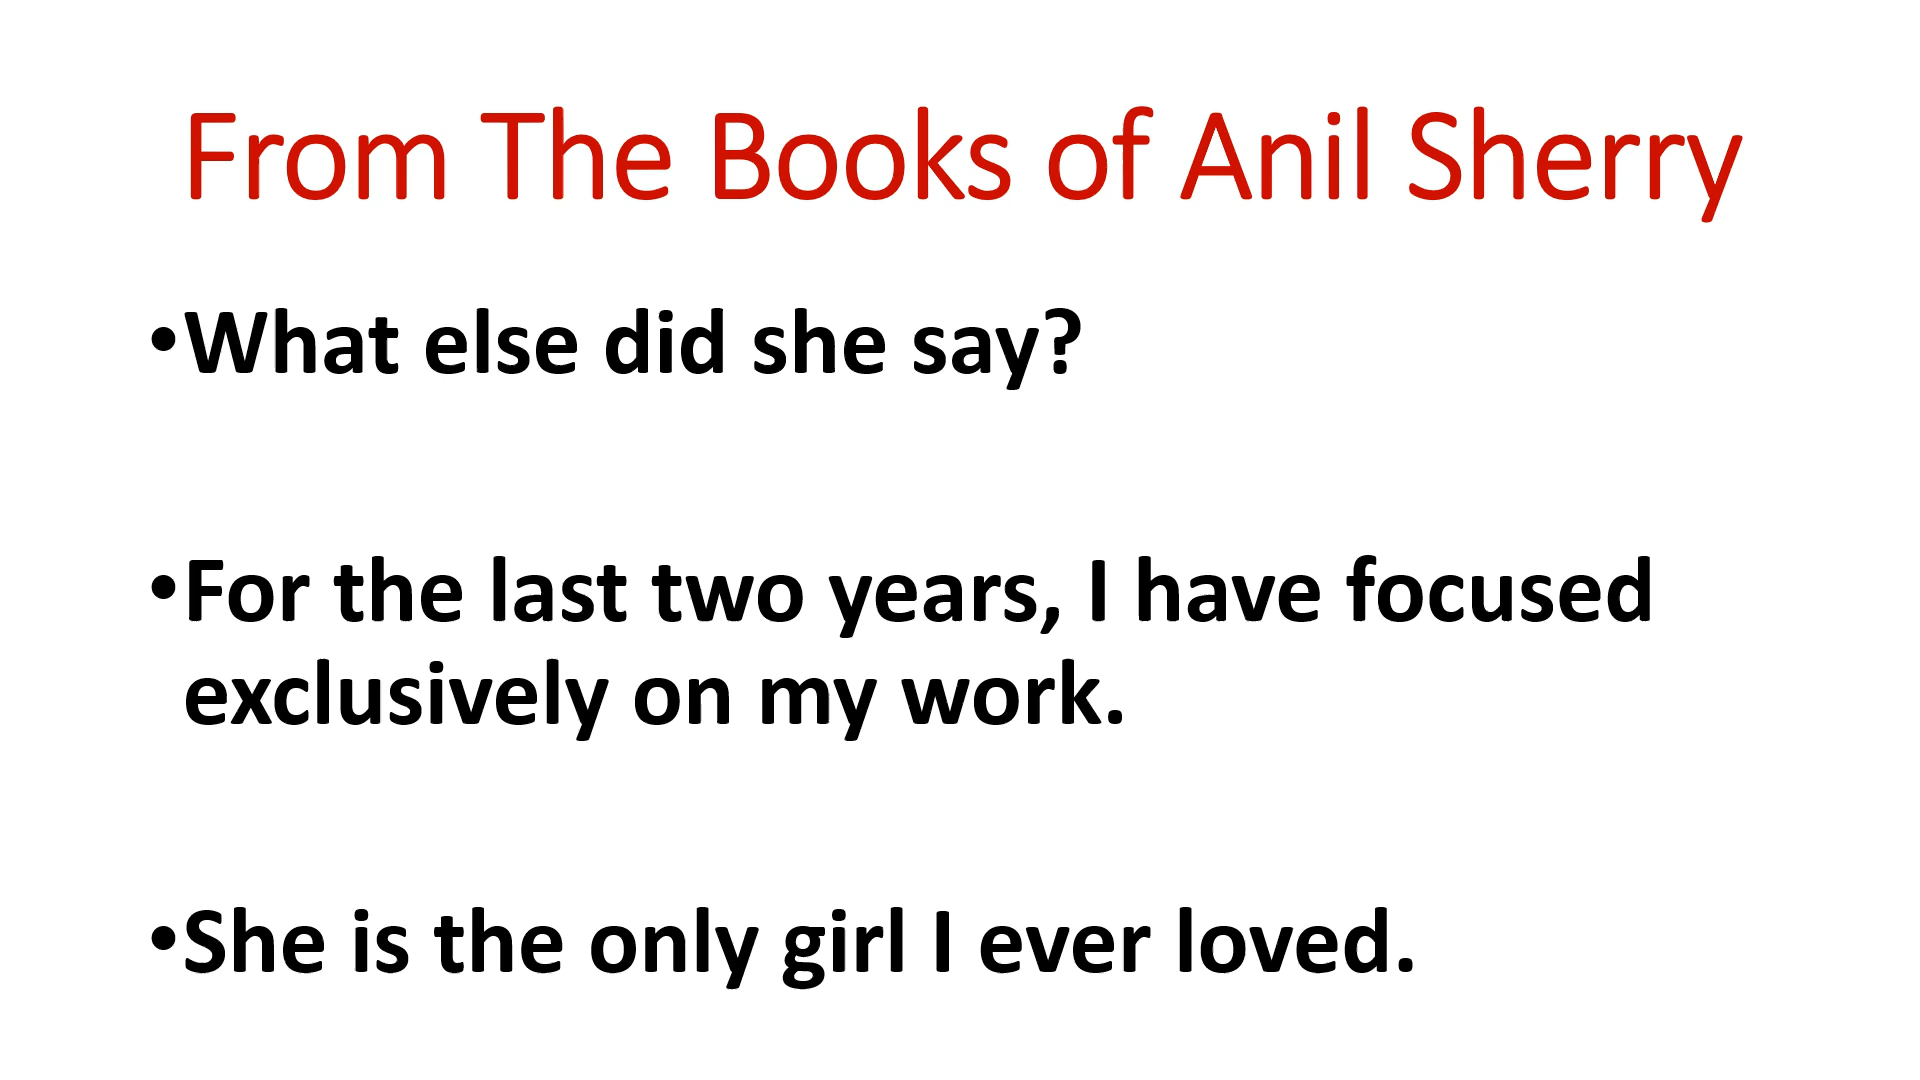 From The Books of Anil Sherry
•What else did she say?
•For the last two years, I have focused
exclusively on my work.
•She is the only girl I ever loved.